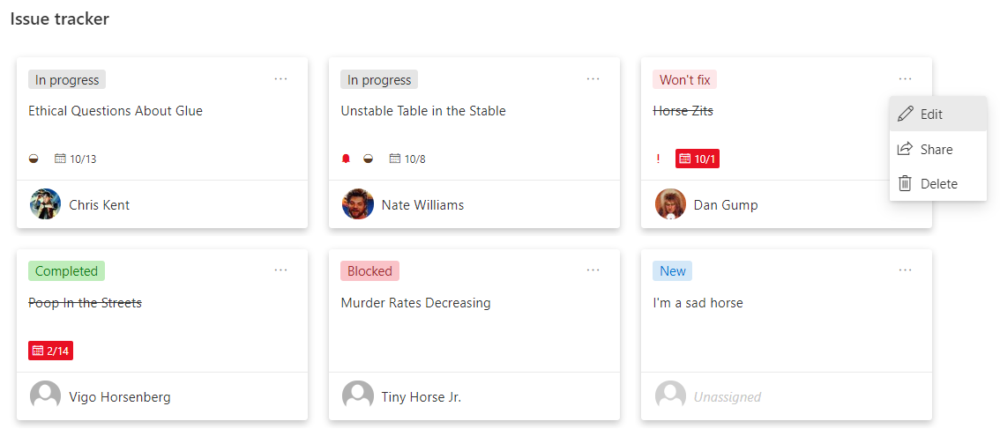 Issue tracker
In progress
Ethical Questions About Glue
10/13
Chris Kent
In progress
Unstable Table in the Stable
10/8
Nate Williams
Won't fix
Horse Zits
! 10/1
Dan Gump
Edit
Share
Delete
Completed
Poop In the Streets
2/14
Vigo Horsenberg
Blocked
Murder Rates Decreasing
Tiny Horse Jr.
New
I'm a sad horse
Unassigned